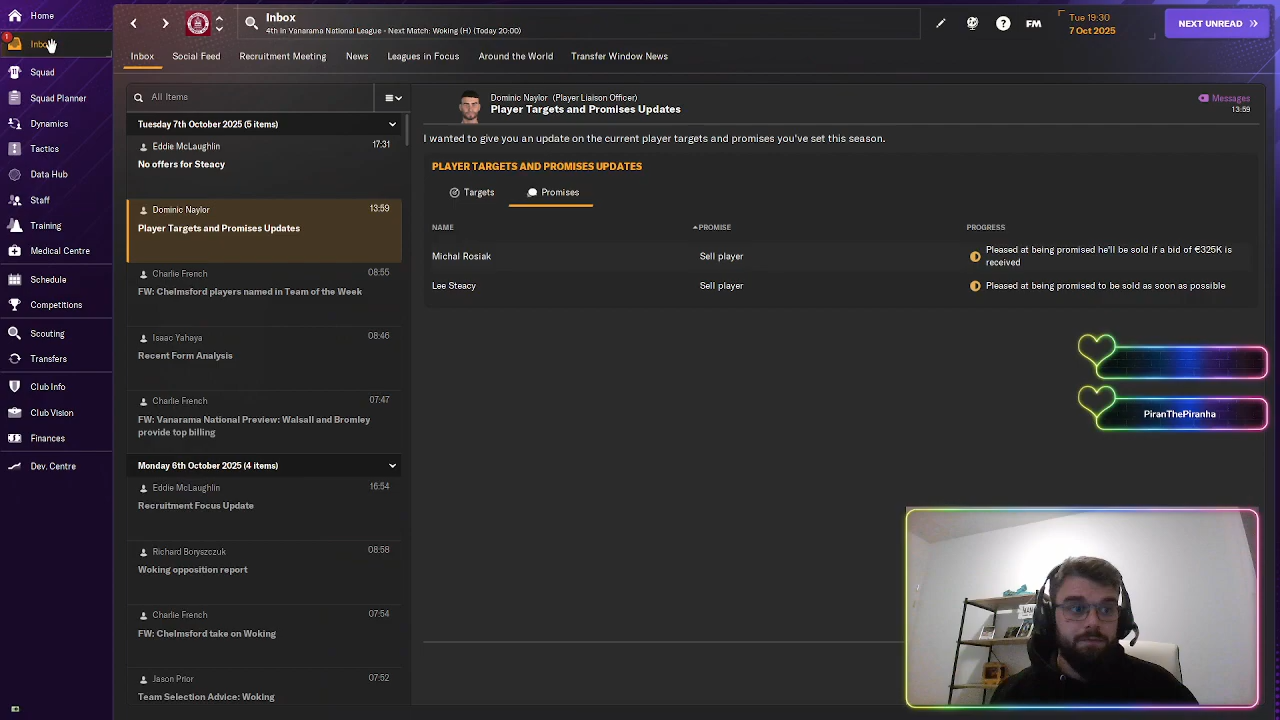 Home
Inbox
4th in Vanarama National League - Next Match: Woking (H) (Today 20:00)
FM
Tue 19:30
7 Oct 2025
NEXT UNREAD
1
Squad
Squad Planner
Dynamics
Tactics
Data Hub
Staff
Training
Medical Centre
Schedule
Competitions
Scouting
Transfers
Club Info
Club Vision
Finances
Dev. Centre
Inbox
Social Feed
Recruitment Meeting
News
Leagues in Focus
Around the World
Transfer Window News
All Items
Tuesday 7th October 2025 (5 items)
Eddie McLaughlin 17:31
No offers for Steacy
Dominic Naylor 13:59
Player Targets and Promises Updates
Charlie French 08:55
FW: Chelmsford players named in Team of the Week
Isaac Yahaya 08:46
Recent Form Analysis
Charlie French 07:47
FW: Vanarama National Preview: Walsall and Bromley
provide top billing
Monday 6th October 2025 (4 items)
Eddie McLaughlin 16:54
Recruitment Focus Update
Richard Boryszczuk 08:58
Woking opposition report
Charlie French 07:54
FW: Chelmsford take on Woking
Jason Prior 07:52
Team Selection Advice: Woking
Dominic Naylor (Player Liaison Officer)
Player Targets and Promises Updates
Messages
13:59
I wanted to give you an update on the current player targets and promises you've set this season.
PLAYER TARGETS AND PROMISES UPDATES
Targets
Promises
NAME PROMISE PROGRESS
Michal Rosiak Sell player Pleased at being promised he'll be sold if a bid of €325K is
received
Lee Steacy Sell player Pleased at being promised to be sold as soon as possible
PiranThePiranha